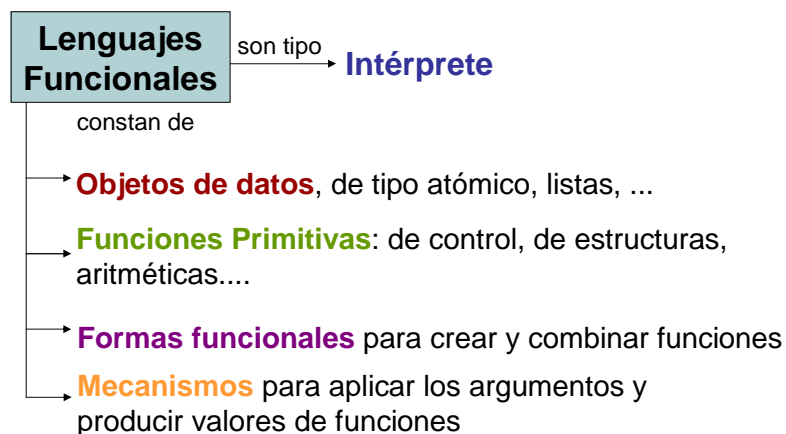 Lenguajes
Funcionales
son tipo
Intérprete
constan de
Objetos de datos, de tipo atómico, listas, ...
Funciones Primitivas: de control, de estructuras,
aritméticas....
Formas funcionales para crear y combinar funciones
Mecanismos para aplicar los argumentos y
producir valores de funciones